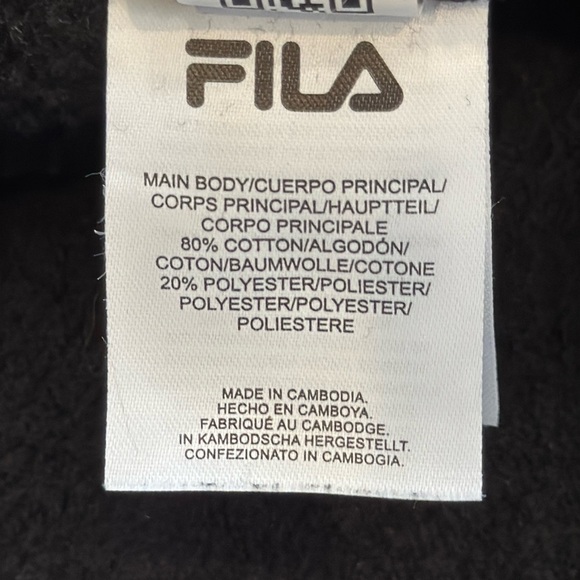 FILA
MAIN BODY/CUERPO PRINCIPAL/
CORPS PRINCIPAL/HAUPTTEIL/
CORPO PRINCIPALE
80% COTTON/ALGODÓN/
COTON/BAUMWOLLE/COTONE
20% POLYESTER/POLIESTER/
POLYESTER/POLYESTER/
POLIESTERE
MADE IN CAMBODIA.
HECHO EN CAMBOYA.
FABRIQUÉ AU CAMBODGE.
IN KAMBODSCHA HERGESTELLT.
CONFEZIONATO IN CAMBOGIA.